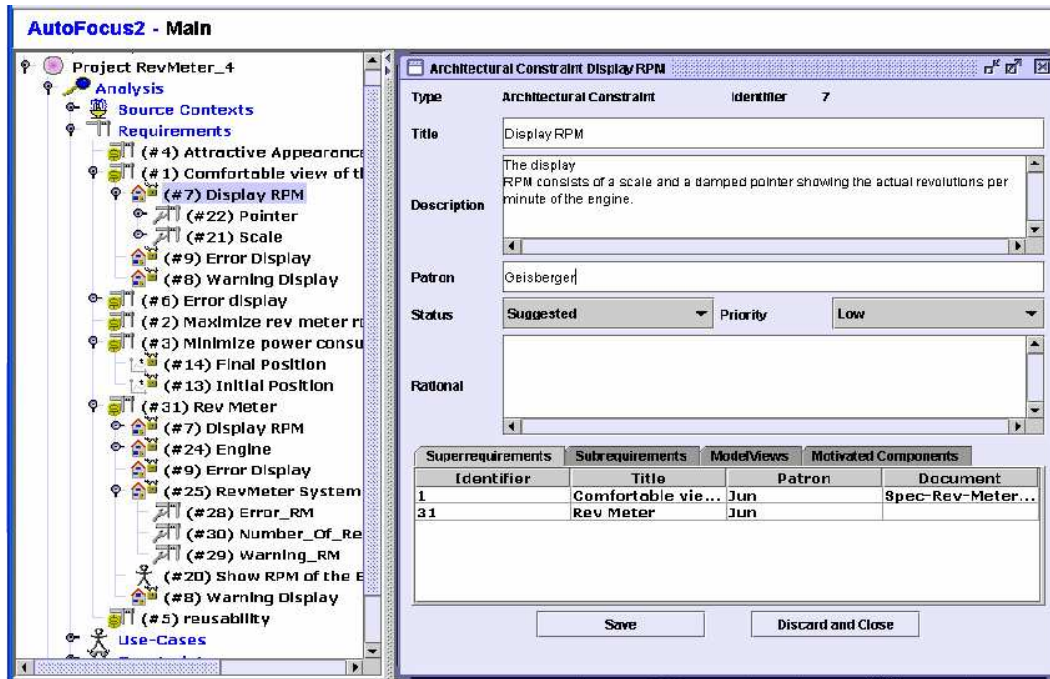 AutoFocus2 - Main
Project RevMeter_4
Analysis
Source Contexts
Requirements
(#4) Attractive Appearance
(#1) Comfortable view of th
(#7) Display RPM
(#22) Pointer
(#21) Scale
(#9) Error Display
(#8) Warning Display
(#6) Error display
(#2) Maximize rev meter r
(#3) Minimize power consu
(#14) Final Position
(#13) Initial Position
(#31) Rev Meter
(#7) Display RPM
(#24) Engine
(#9) Error Display
(#25) RevMeter System
(#28) Error_RM
(#30) Number_Of_Re
(#29) Warning_RM
(#20) Show RPM of the E
(#8) Warning Display
(#5) reusability
Use-Cases
Architectural Constraint Display RPM
Type Architectural Constraint Identifier 7
Title Display RPM
Description The display
RPM consists of a scale and a damped pointer showing the actual revolutions per
minute of the engine.
Patron Geisberger
Status Suggested Priority Low
Rational
Superrequirements Subrequirements ModelViews Motivated Components
Identifier Title Patron Document
1 Comfortable vie... Jun Spec-Rev-Meter...
31 Rev Meter Jun
Save Discard and Close